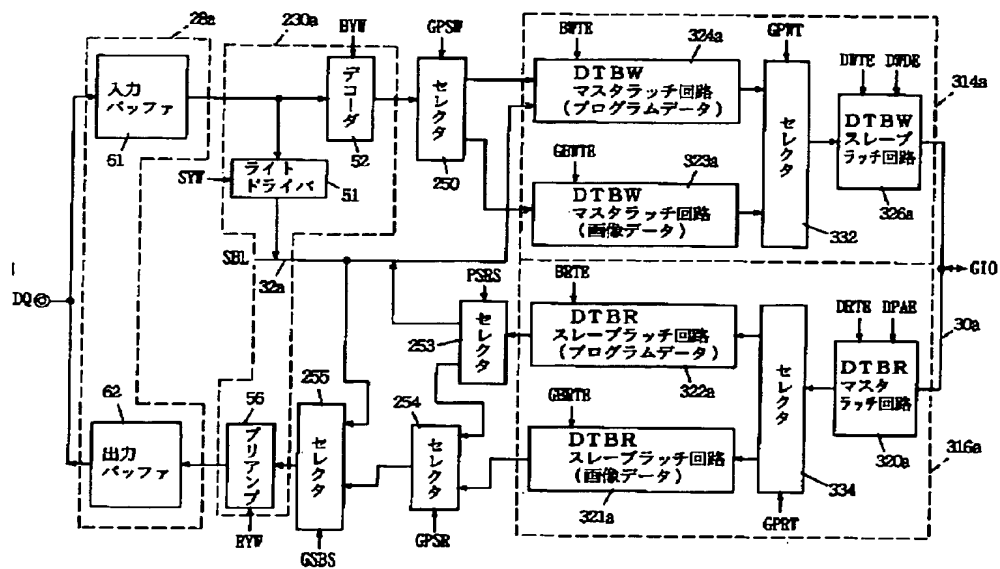 28a
230a
BYW
GPSW
BWTE
324a
GPWT
DWTE
DWDE
314a
入力
バッファ
61
デコーダ
52
セレクタ
250
DTBW
マスタラッチ回路
(プログラムデータ)
セレクタ
332
DTBW
スレーブ
ラッチ回路
326a
SYW
ライト
ドライバ
51
GBWTE
323a
DTBW
マスタラッチ回路
(画像データ)
SBL
32a
DQ
GIO
PSRS
セレクタ
253
BRTE
DTBR
スレーブラッチ回路
(プログラムデータ)
322a
DRTE
DPAE
30a
セレクタ
334
DTBR
マスタ
ラッチ回路
320a
316a
62
出力
バッファ
56
プリアンプ
255
セレクタ
254
セレクタ
GBRTE
DTBR
スレーブラッチ回路
(画像データ)
321a
RYW
GSBS
GPSR
GPRT